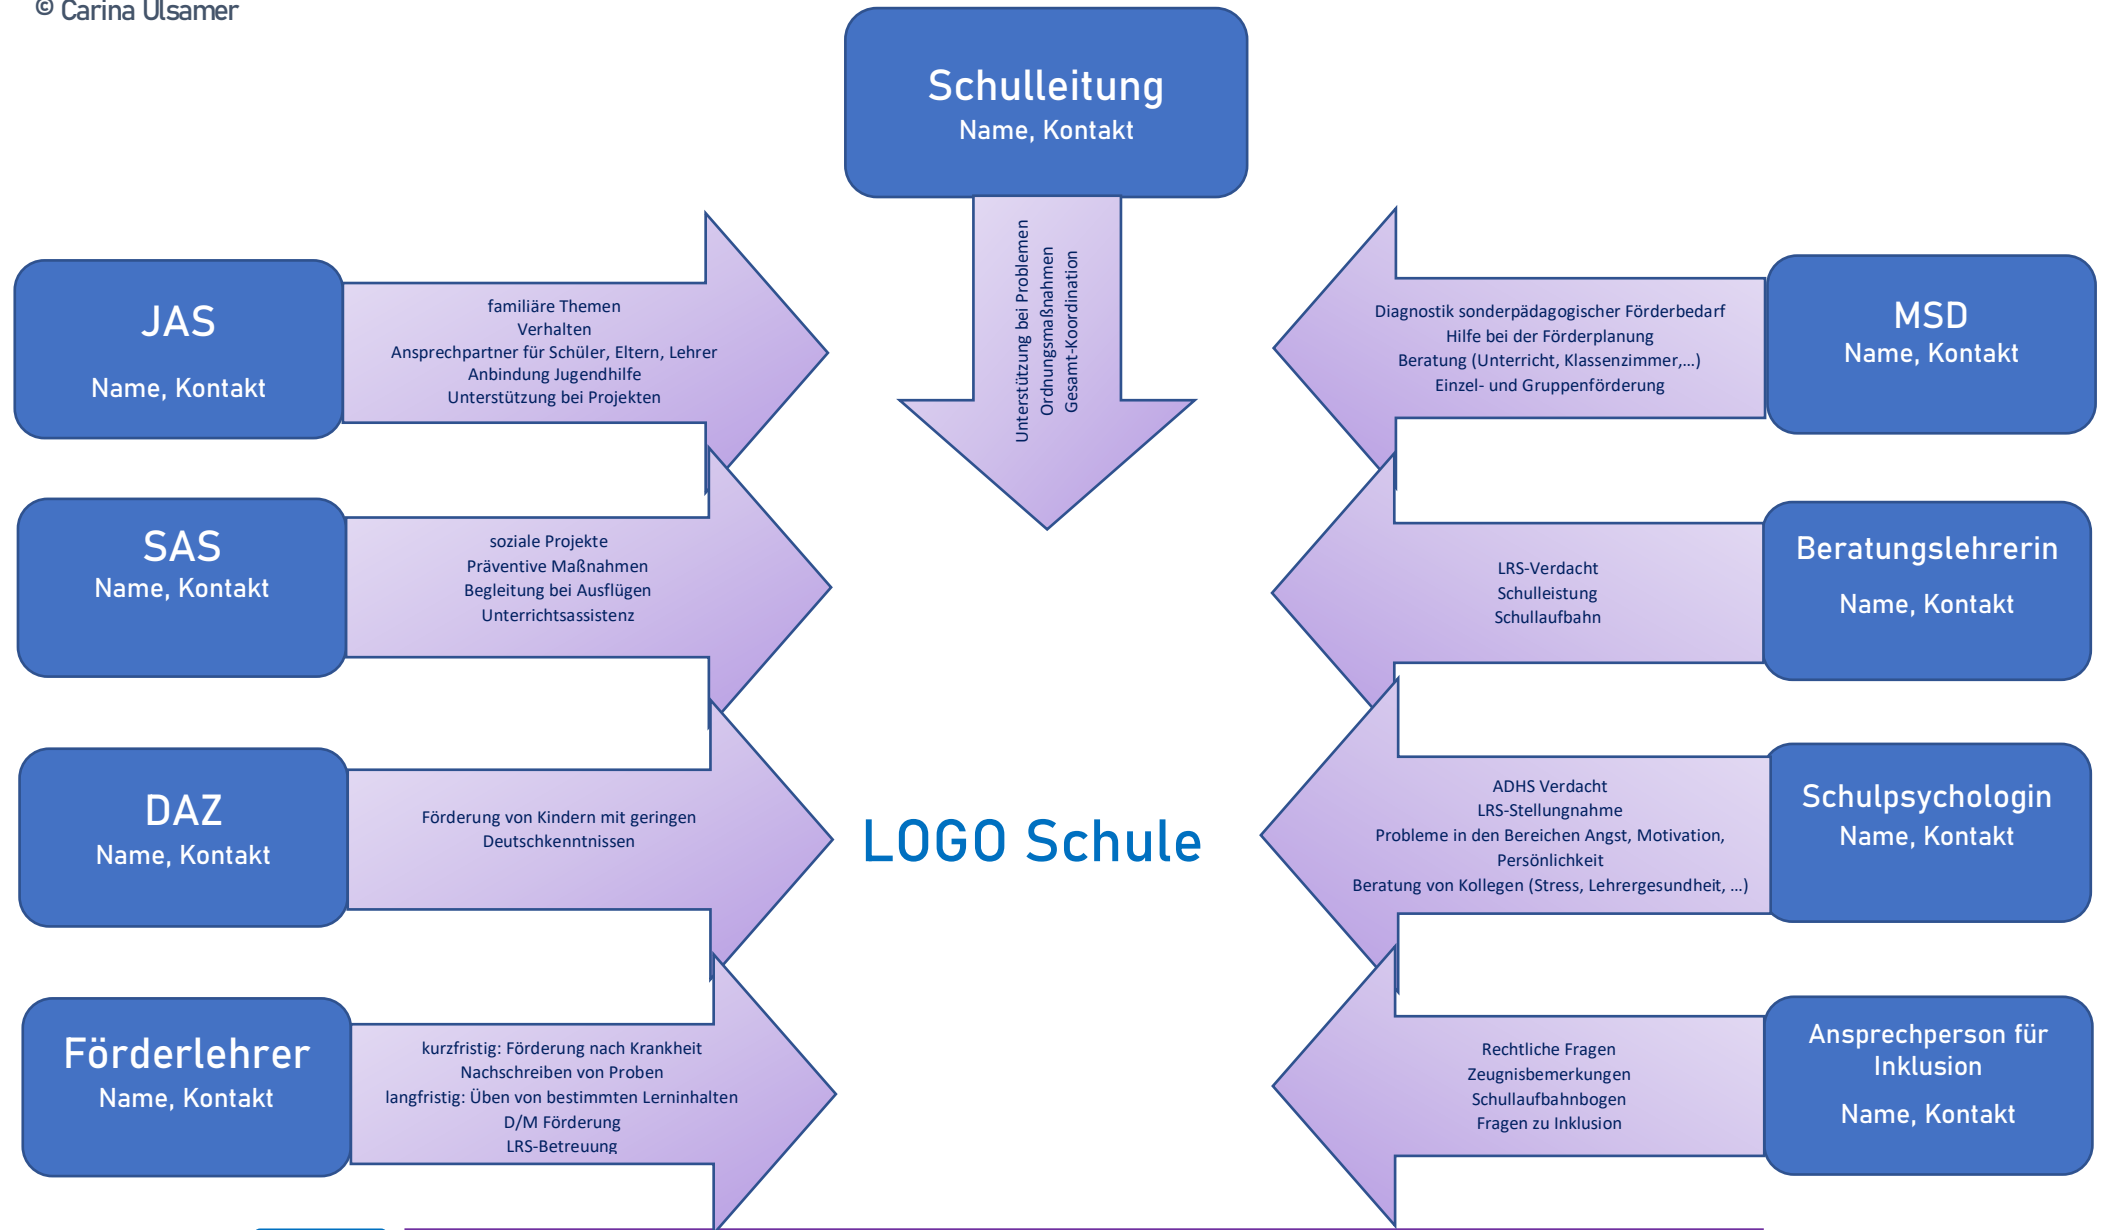 © Carina Ulsamer
Schulleitung
Name, Kontakt
Unterstützung bei Problemen
Ordnungsmaßnahmen
Gesamt-Koordination
JAS
Name, Kontakt
familiäre Themen
Verhalten
Ansprechpartner für Schüler, Eltern, Lehrer
Anbindung Jugendhilfe
Unterstützung bei Projekten
SAS
Name, Kontakt
soziale Projekte
Präventive Maßnahmen
Begleitung bei Ausflügen
Unterrichtsassistenz
DAZ
Name, Kontakt
Förderung von Kindern mit geringen
Deutschkenntnissen
Förderlehrer
Name, Kontakt
kurzfristig: Förderung nach Krankheit
Nachschreiben von Proben
langfristig: Üben von bestimmten Lerninhalten
D/M Förderung
LRS-Betreuung
LOGO Schule
Diagnostik sonderpädagogischer Förderbedarf
Hilfe bei der Förderplanung
Beratung (Unterricht, Klassenzimmer,...)
Einzel- und Gruppenförderung
MSD
Name, Kontakt
LRS-Verdacht
Schulleistung
Schullaufbahn
Beratungslehrerin
Name, Kontakt
ADHS Verdacht
LRS-Stellungnahme
Probleme in den Bereichen Angst, Motivation,
Persönlichkeit
Beratung von Kollegen (Stress, Lehrergesundheit, ...)
Schulpsychologin
Name, Kontakt
Rechtliche Fragen
Zeugnisbemerkungen
Schullaufbahnbogen
Fragen zu Inklusion
Ansprechperson für
Inklusion
Name, Kontakt